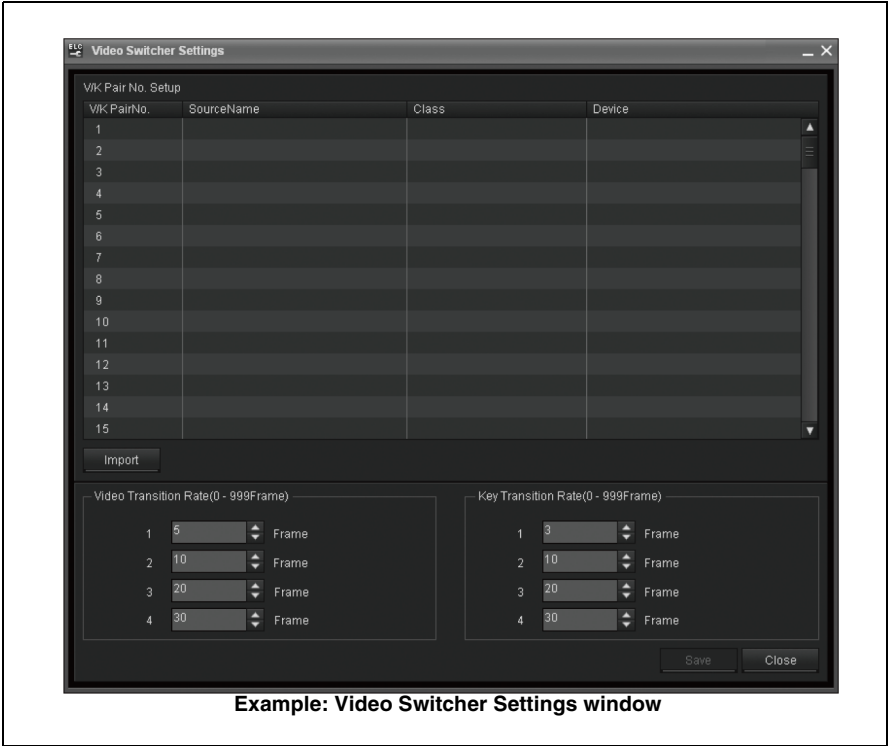 ELC
Video Switcher Settings
V/K Pair No. Setup
V/K PairNo. SourceName Class Device
1
2
3
4
5
6
7
8
9
10
11
12
13
14
15
Import
Video Transition Rate(0 - 999Frame)
1 5 Frame
2 10 Frame
3 20 Frame
4 30 Frame
Key Transition Rate(0 - 999Frame)
1 3 Frame
2 10 Frame
3 20 Frame
4 30 Frame
Save Close
Example: Video Switcher Settings window